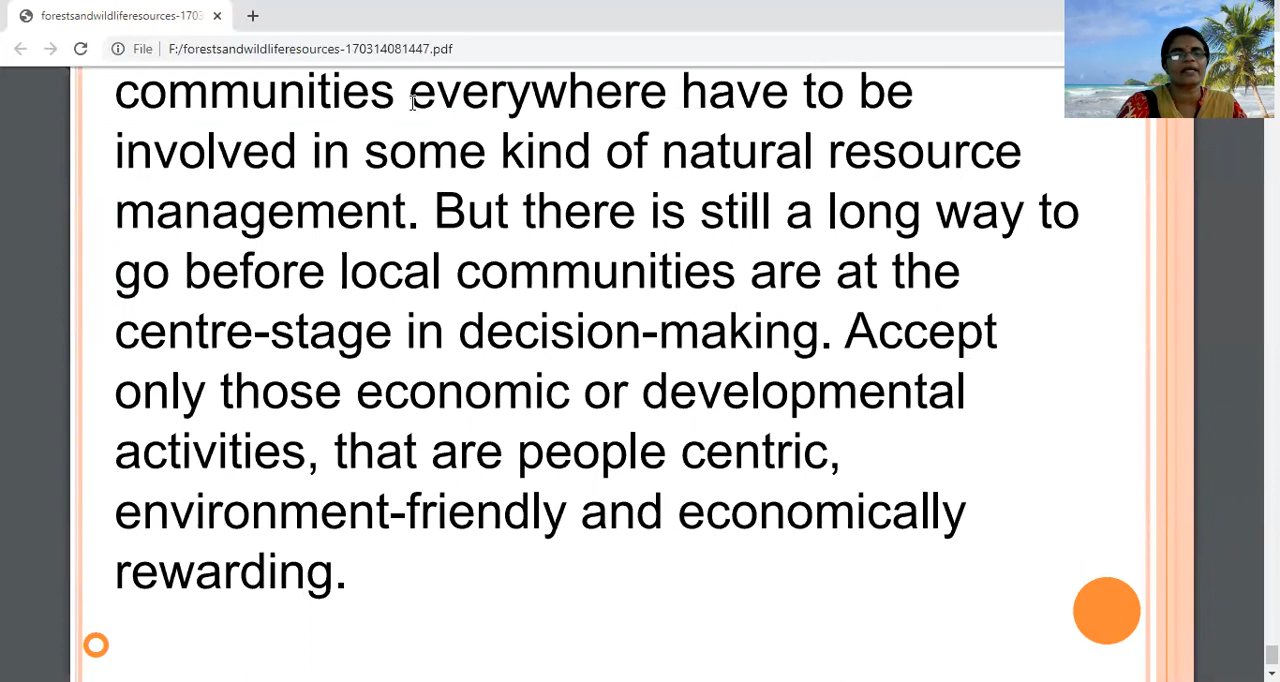 forestsandwildliferesources-1703
File
F:/forestsandwildliferesources-170314081447.pdf
communities everywhere have to be
involved in some kind of natural resource
management. But there is still a long way to
go before local communities are at the
centre-stage in decision-making. Accept
only those economic or developmental
activities, that are people centric,
environment-friendly and economically
rewarding.